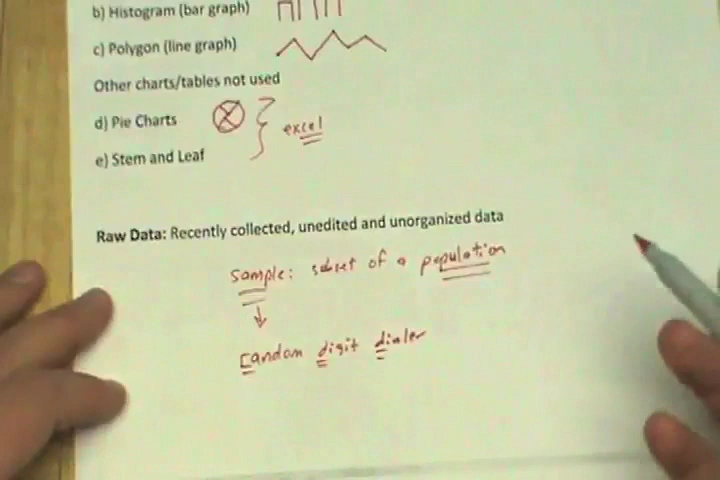 b) Histogram (bar graph)
c) Polygon (line graph)
Other charts/tables not used
d) Pie Charts
excel
e) Stem and Leaf
Raw Data: Recently collected, unedited and unorganized data
sample: subset of a population
random digit dialer